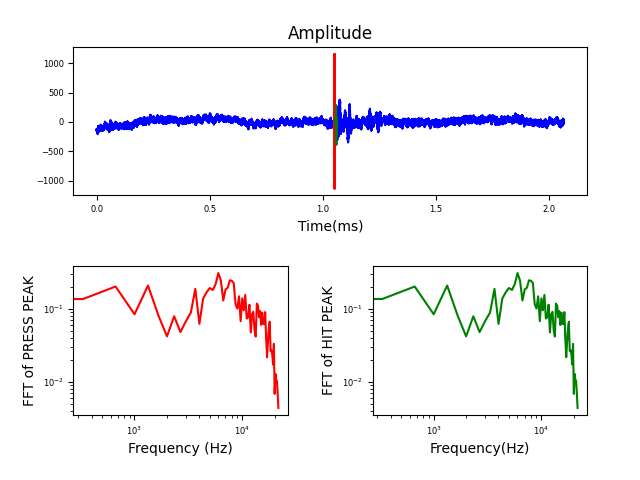 Amplitude
1000
500
0
−500
−1000
0.0 0.5 1.0 1.5 2.0
Time(ms)
FFT of PRESS PEAK
10⁻¹
10⁻²
10³ 10⁴
Frequency (Hz)
FFT of HIT PEAK
10⁻¹
10⁻²
10³ 10⁴
Frequency(Hz)